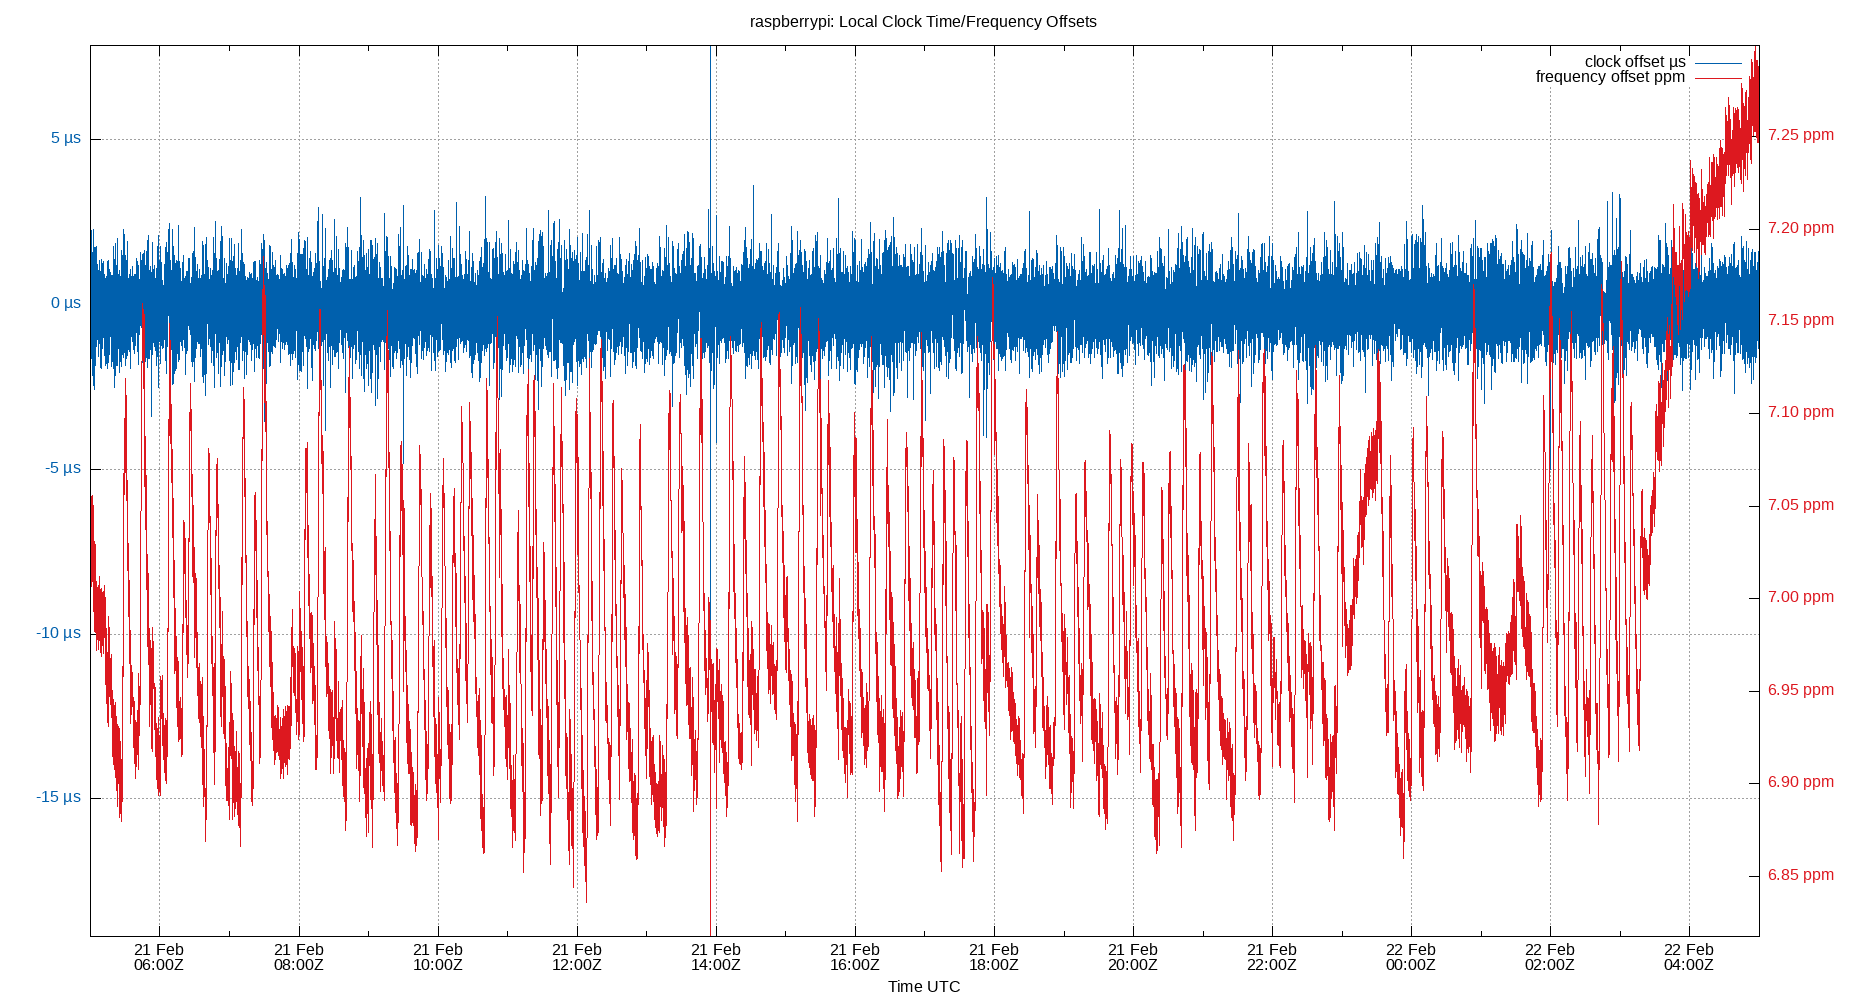 raspberrypi: Local Clock Time/Frequency Offsets
clock offset µs
frequency offset ppm
5 µs
0 µs
-5 µs
-10 µs
-15 µs
7.25 ppm
7.20 ppm
7.15 ppm
7.10 ppm
7.05 ppm
7.00 ppm
6.95 ppm
6.90 ppm
6.85 ppm
21 Feb
06:00Z
21 Feb
08:00Z
21 Feb
10:00Z
21 Feb
12:00Z
21 Feb
14:00Z
21 Feb
16:00Z
21 Feb
18:00Z
21 Feb
20:00Z
21 Feb
22:00Z
22 Feb
00:00Z
22 Feb
02:00Z
22 Feb
04:00Z
Time UTC